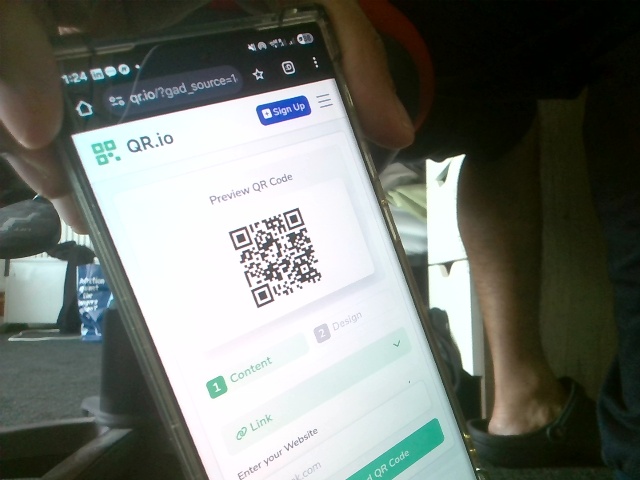 1:24
qr.io/?gad_source=1
QR.io
Sign Up
Preview QR Code
1 Content
2 Design
Link
Enter your Website
QR Code